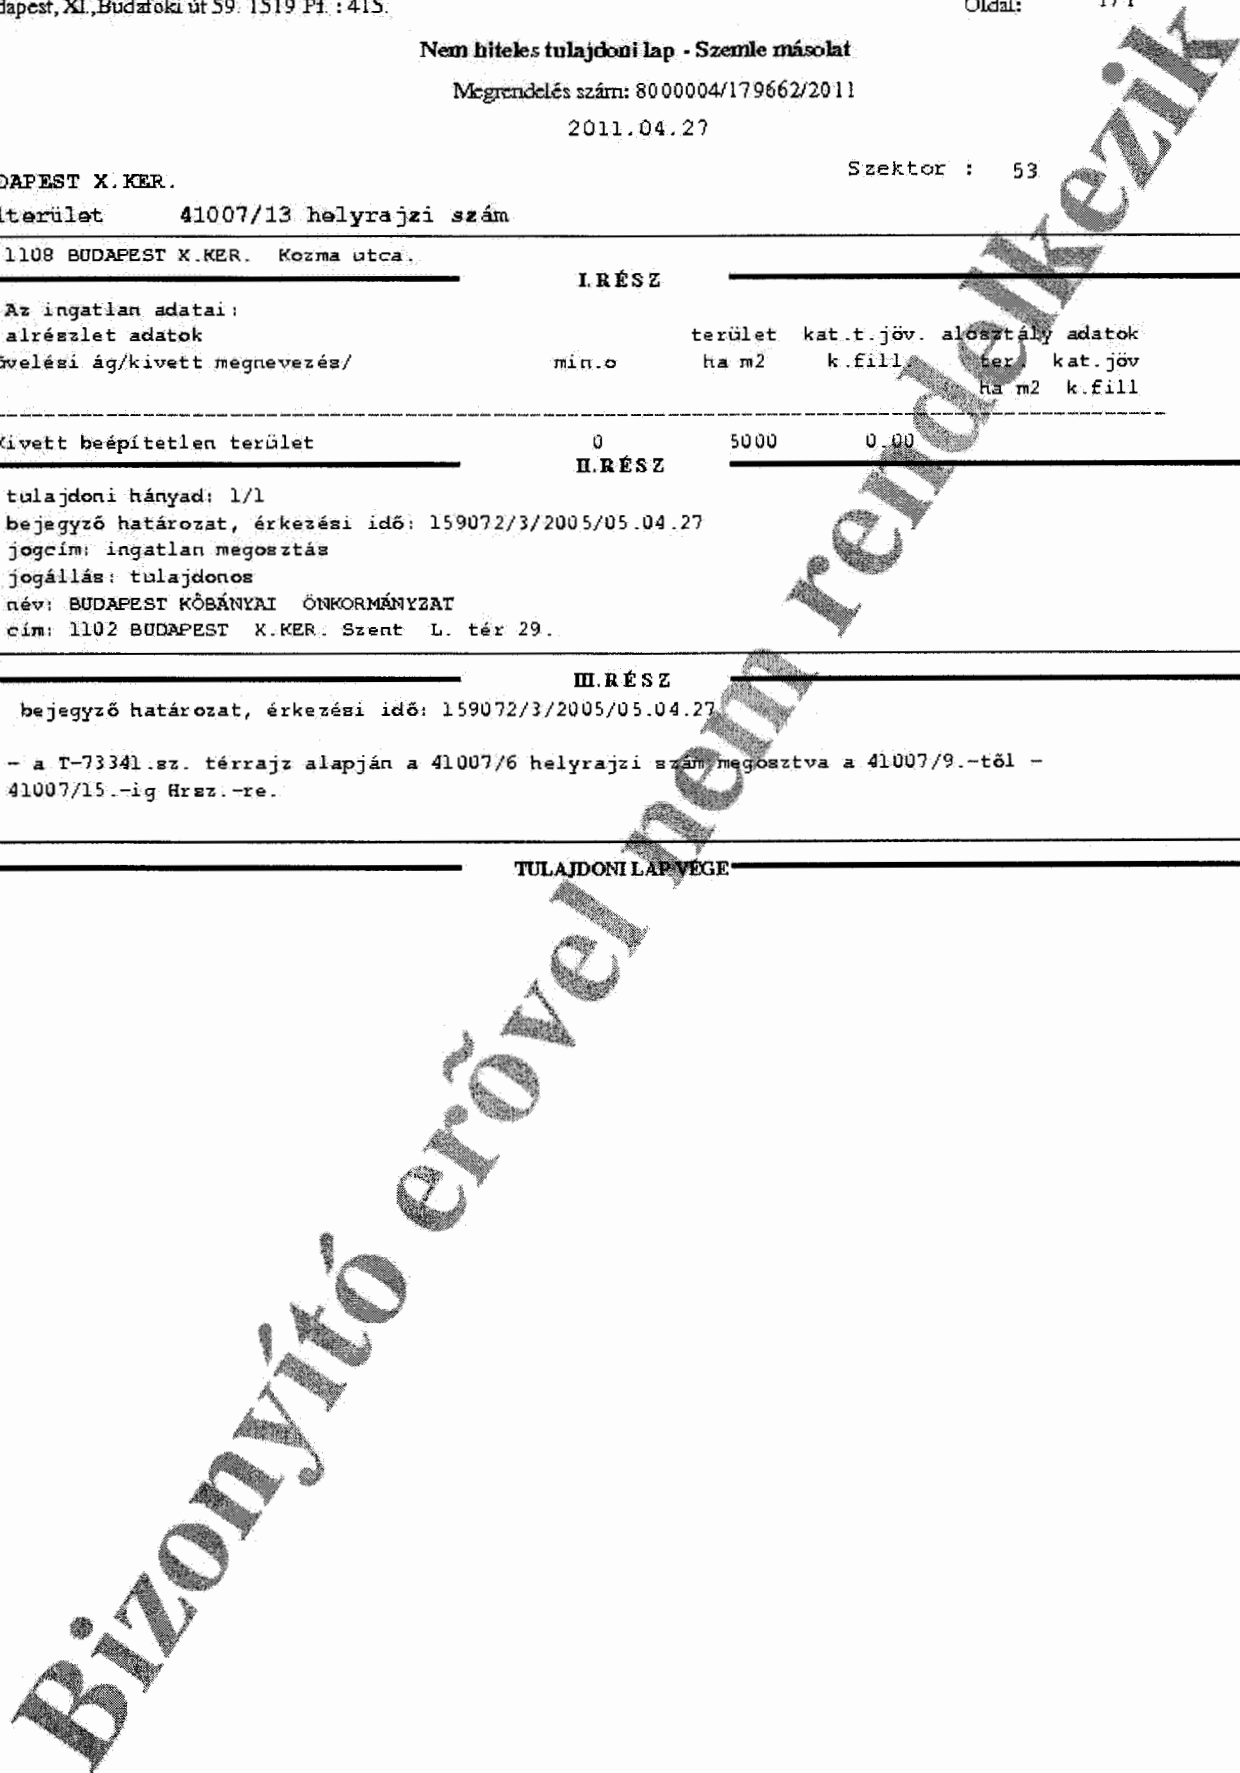 dapest, XI.,Budafoki út 59. 1519 Pf. : 415.
Oldal: 1 / 1
Nem hiteles tulajdoni lap - Szemle másolat
Megrendelés szám: 8000004/179662/2011
2011.04.27
Szektor : 53
DAPEST X.KER.
lterület 41007/13 helyrajzi szám
1108 BUDAPEST X.KER. Kozma utca.
I.RÉSZ
Az ingatlan adatai:
alrészlet adatok terület kat.t.jöv. alosztály adatok
űvelési ág/kivett megnevezés/ min.o ha m2 k.fill. ter. kat.jöv
ha m2 k.fill
Kivett beépítetlen terület 0 5000 0.00
II.RÉSZ
tulajdoni hányad: 1/1
bejegyző határozat, érkezési idő: 159072/3/2005/05.04.27
jogcím: ingatlan megosztás
jogállás: tulajdonos
név: BUDAPEST KŐBÁNYAI ÖNKORMÁNYZAT
cím: 1102 BUDAPEST X.KER. Szent L. tér 29.
III.RÉSZ
bejegyző határozat, érkezési idő: 159072/3/2005/05.04.27
- a T-73341.sz. térrajz alapján a 41007/6 helyrajzi szám megosztva a 41007/9.-től -
41007/15.-ig Hrsz.-re.
TULAJDONI LAP VÉGE
Bizonyító erõvel nem rendelkezik